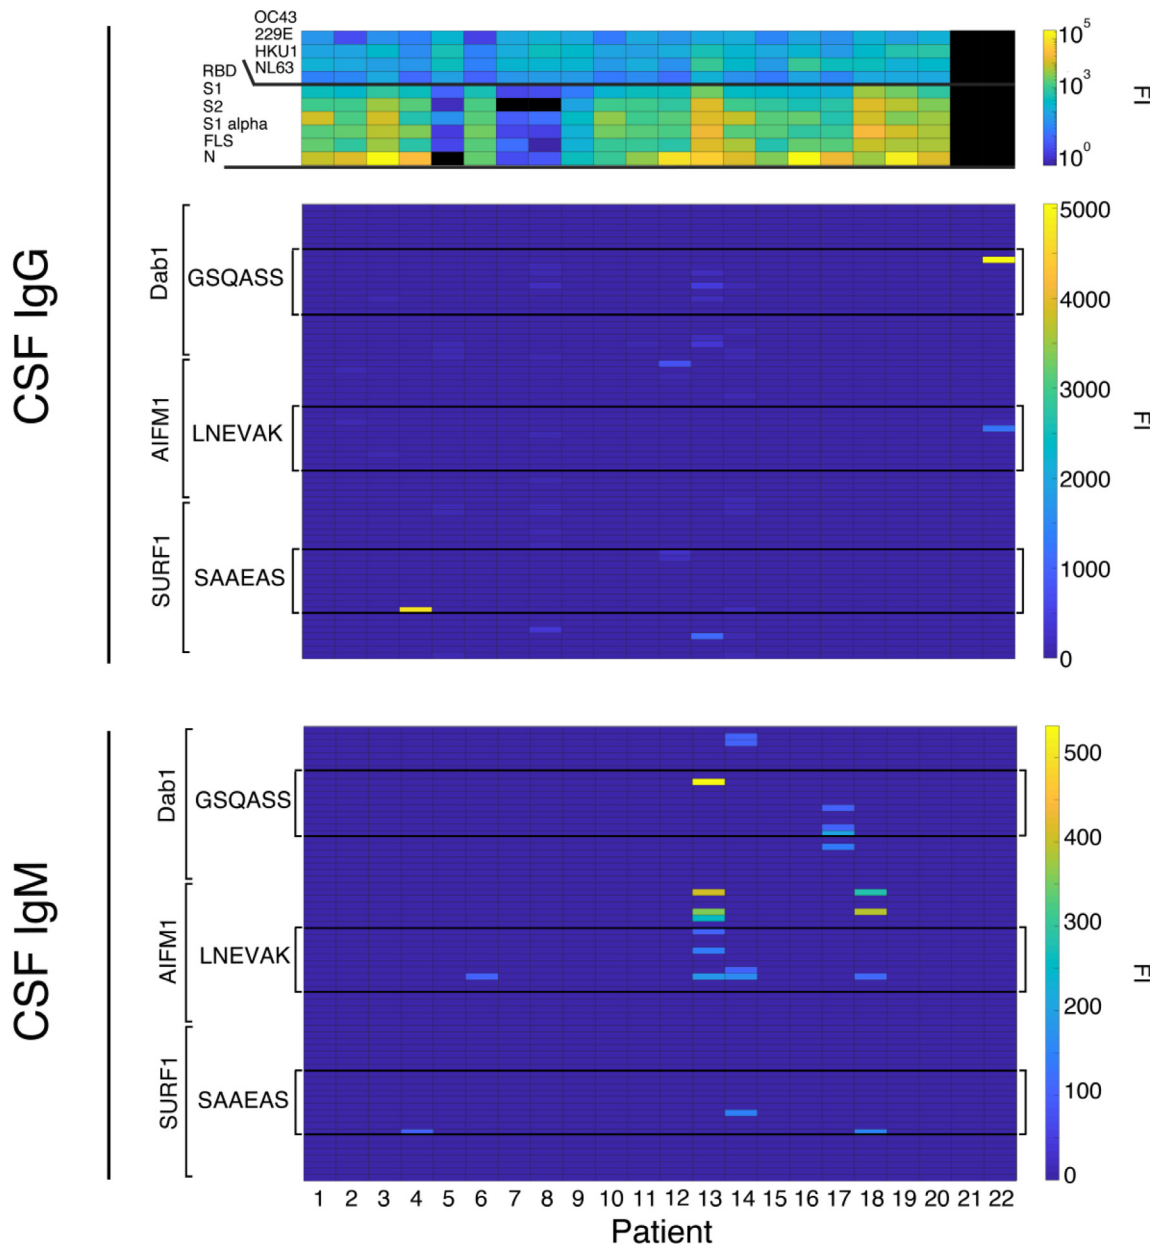 OC43
229E
HKU1
NL63
RBD
S1
S2
S1 alpha
FLS
N
10^5
10^3
10^1
10^0
FI
CSF IgG
Dab1
GSQASS
AIFM1
LNEVAK
SURF1
SAAEAS
5000
4000
3000
2000
1000
0
FI
CSF IgM
Dab1
GSQASS
AIFM1
LNEVAK
SURF1
SAAEAS
500
400
300
200
100
0
FI
1 2 3 4 5 6 7 8 9 10 11 12 13 14 15 16 17 18 19 20 21 22
Patient